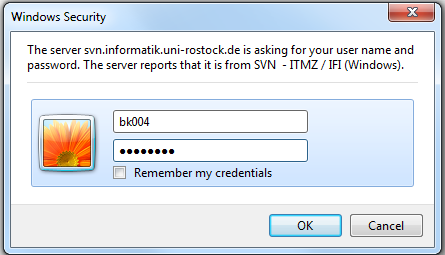 Windows Security
The server svn.informatik.uni-rostock.de is asking for your user name and
password. The server reports that it is from SVN - ITMZ / IFI (Windows).
bk004
●●●●●●●●
Remember my credentials
OK
Cancel